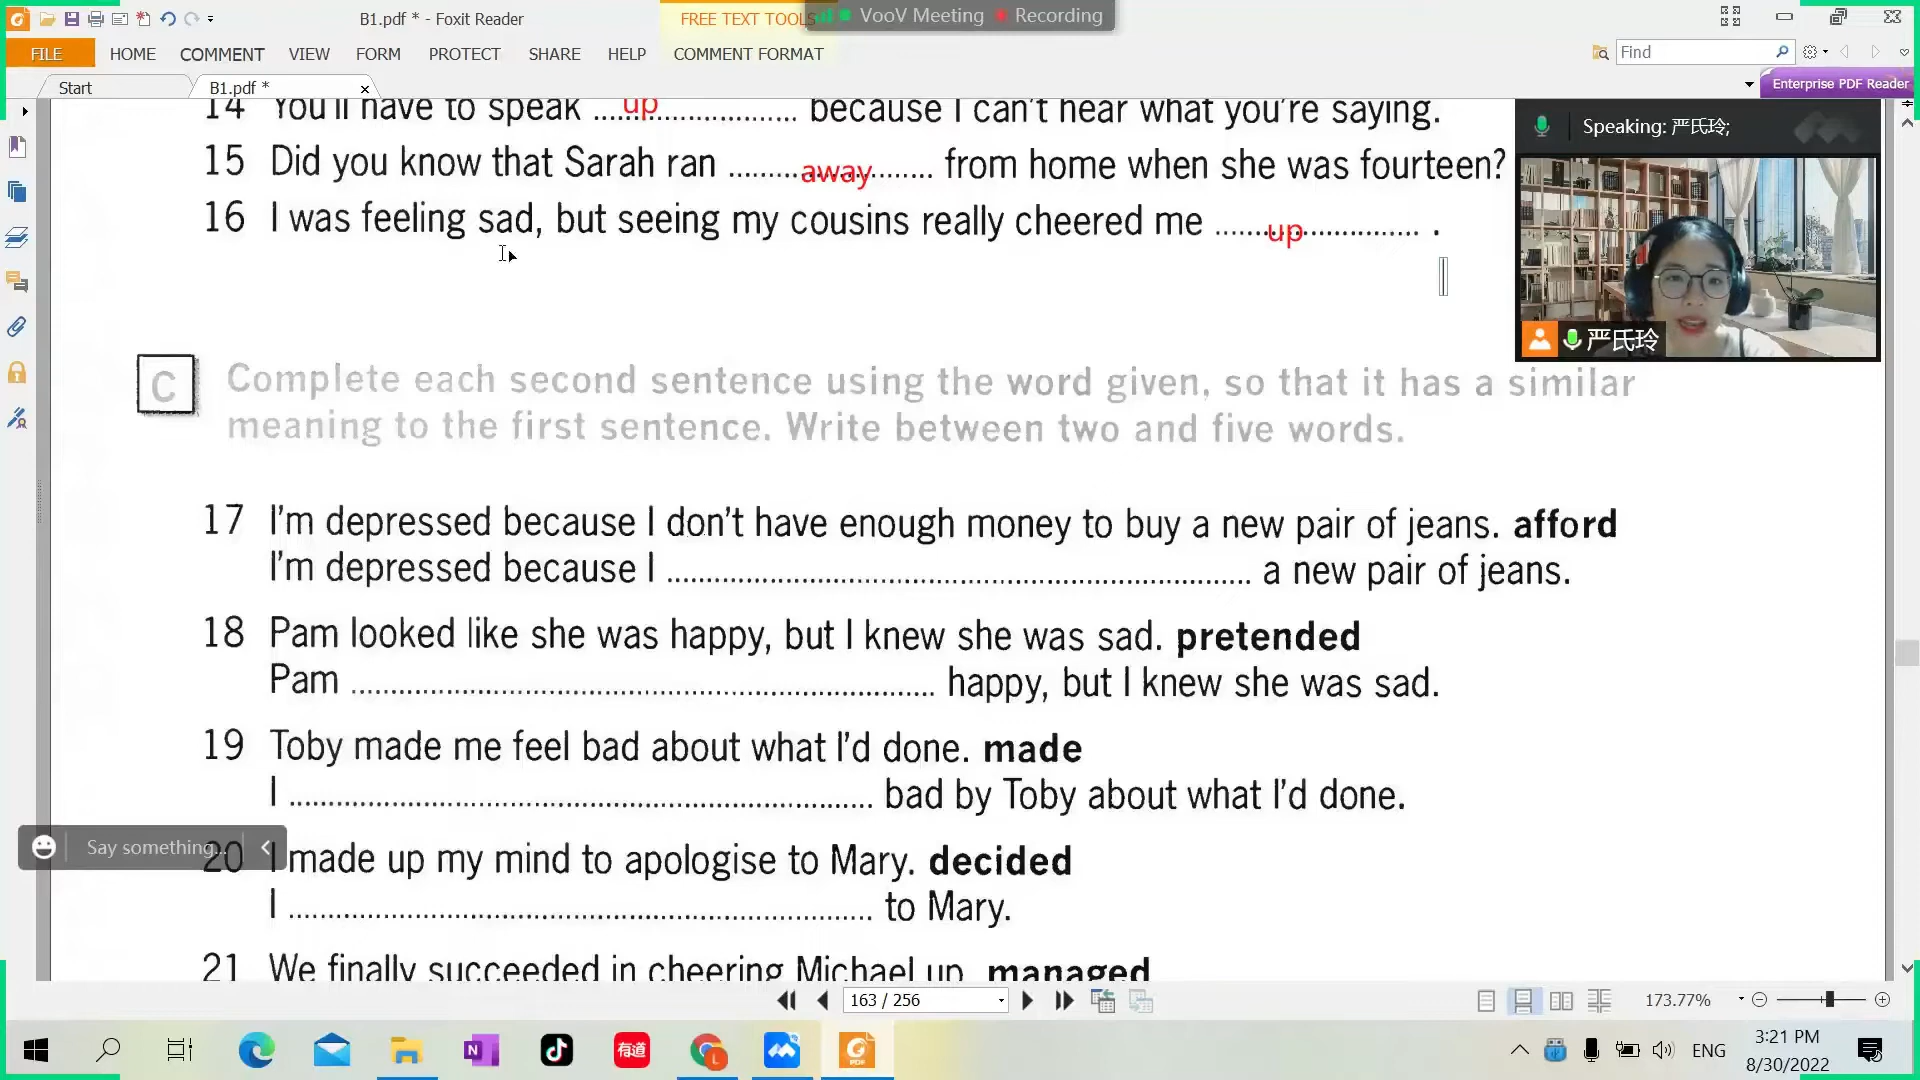 B1.pdf * - Foxit Reader
FREE TEXT TOOLS
VooV Meeting
Recording
FILE
HOME
COMMENT
VIEW
FORM
PROTECT
SHARE
HELP
COMMENT FORMAT
Find
Start
B1.pdf *
Enterprise PDF Reader
14 You'll have to speak ..........up.......... because I can't hear what you're saying.
15 Did you know that Sarah ran ..........away.......... from home when she was fourteen?
16 I was feeling sad, but seeing my cousins really cheered me ..........up.......... .
Speaking: 严氏玲;
严氏玲
C Complete each second sentence using the word given, so that it has a similar
meaning to the first sentence. Write between two and five words.
17 I'm depressed because I don't have enough money to buy a new pair of jeans. afford
I'm depressed because I .............................. a new pair of jeans.
18 Pam looked like she was happy, but I knew she was sad. pretended
Pam .............................. happy, but I knew she was sad.
19 Toby made me feel bad about what I'd done. made
I .............................. bad by Toby about what I'd done.
Say something...
20 I made up my mind to apologise to Mary. decided
I .............................. to Mary.
21 We finally succeeded in cheering Michael up. managed
163 / 256
173.77%
有道
L
PDF
ENG
3:21 PM
8/30/2022